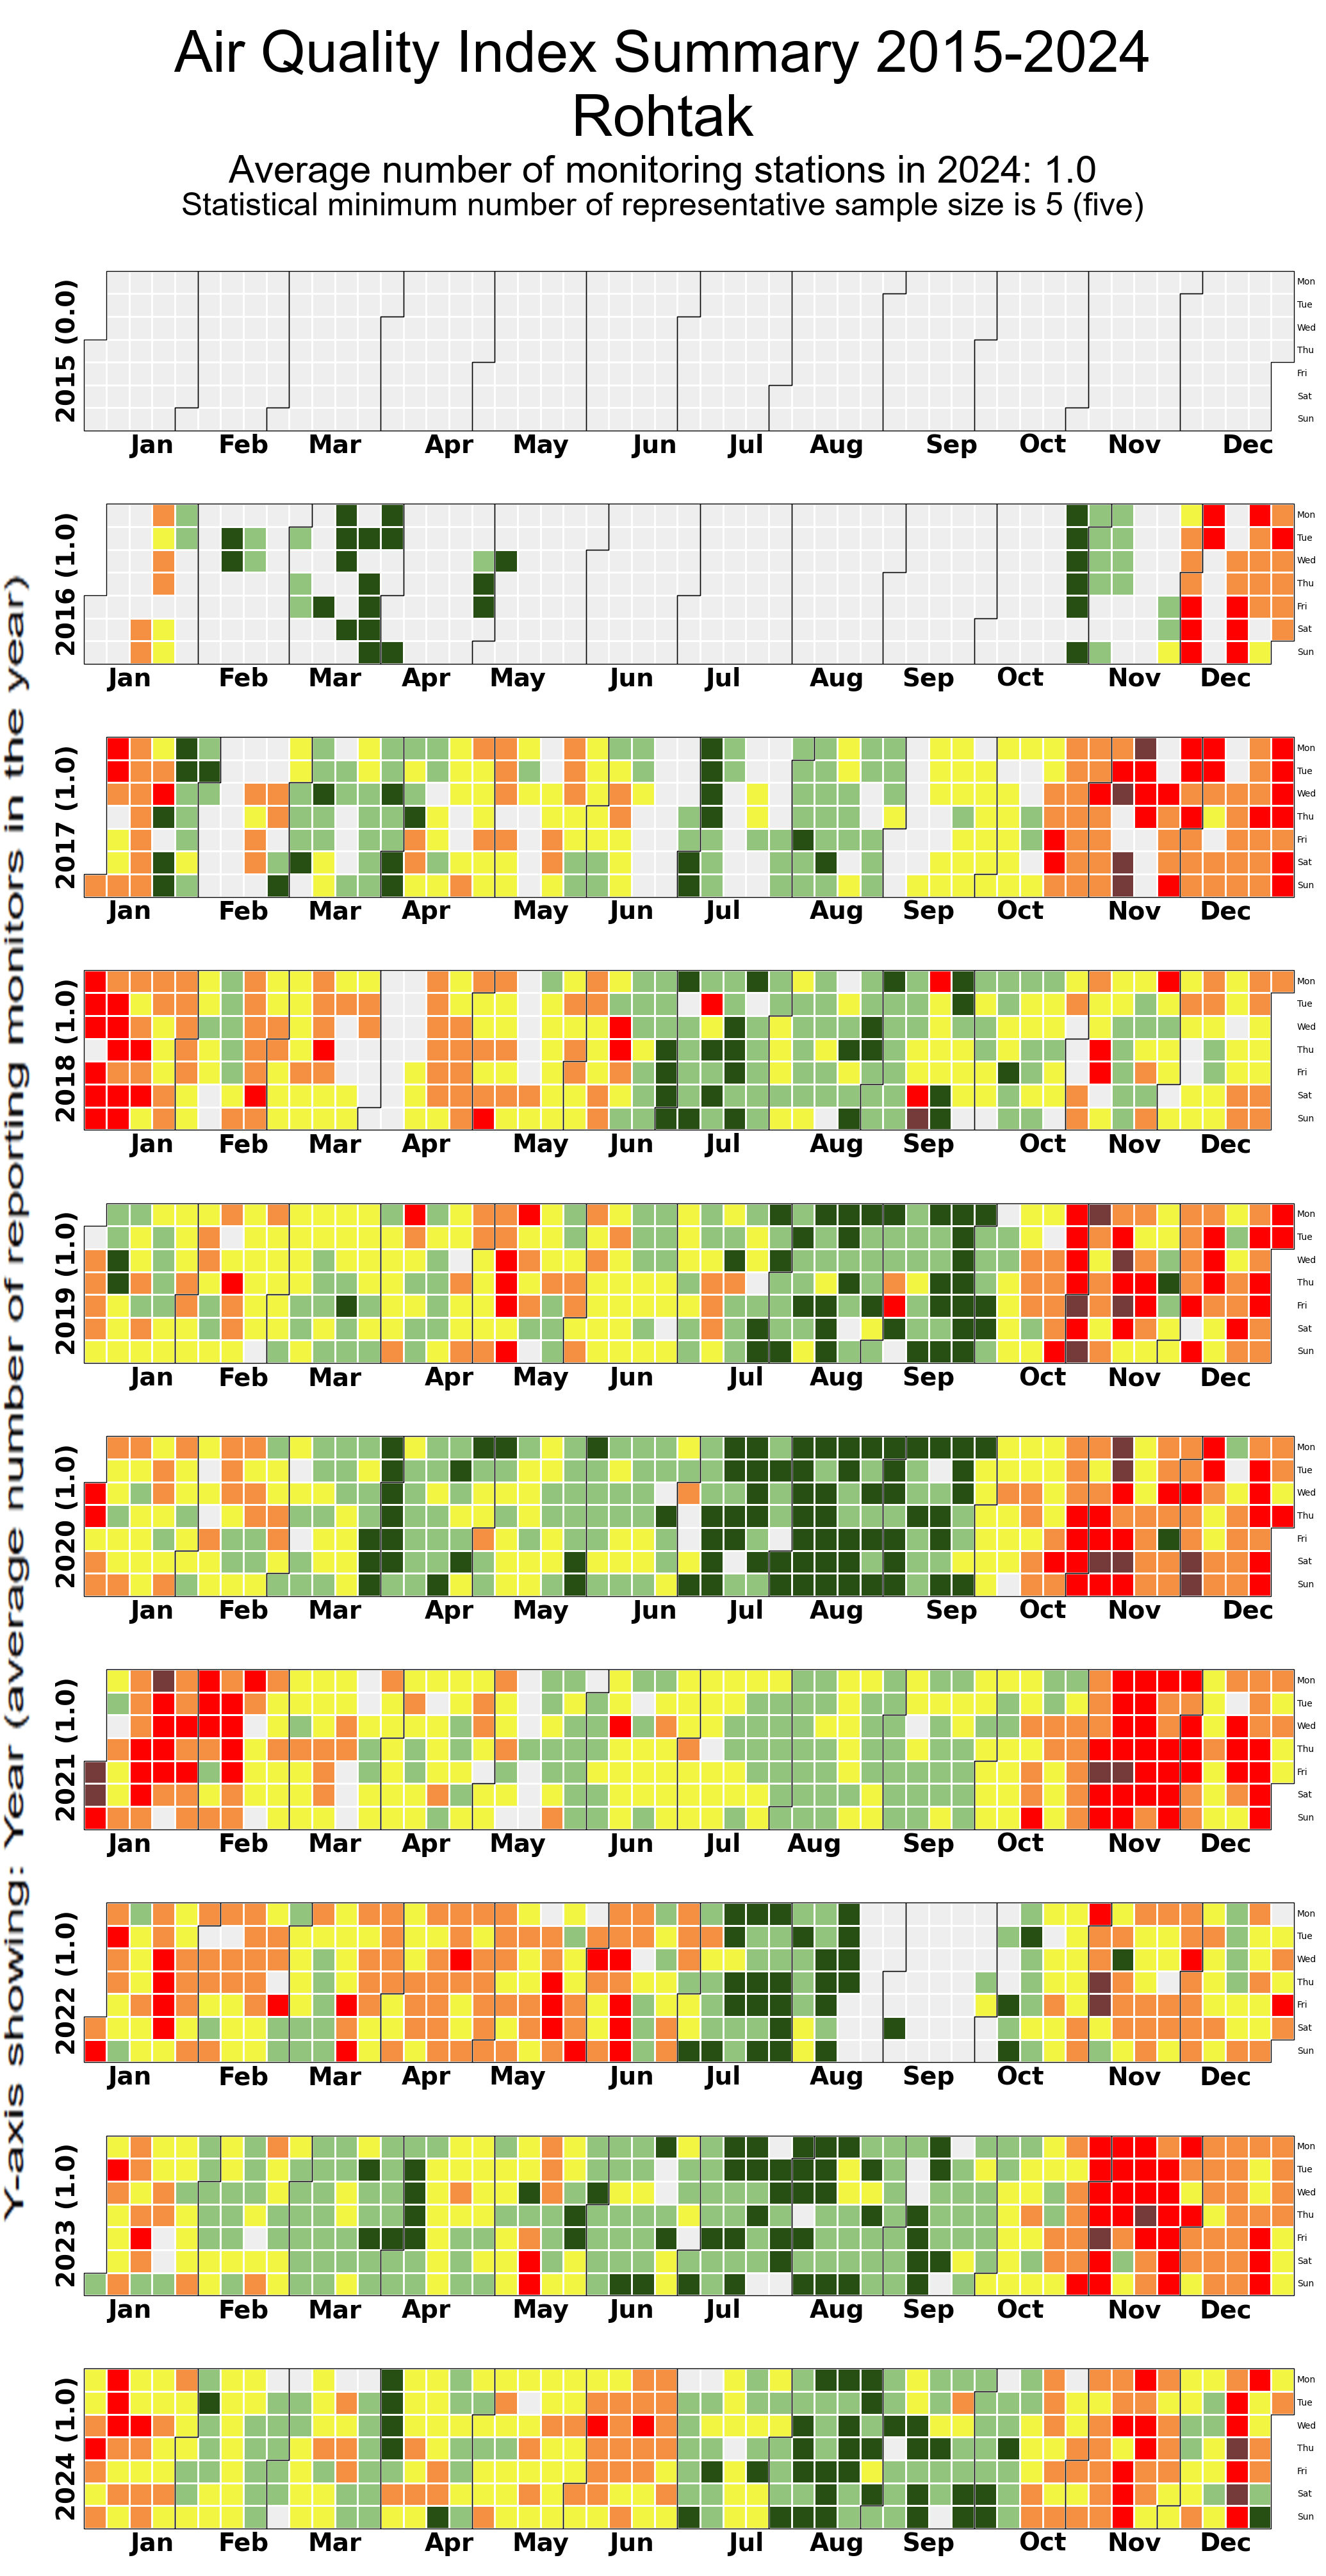 Air Quality Index Summary 2015-2024
Rohtak
Average number of monitoring stations in 2024: 1.0
Statistical minimum number of representative sample size is 5 (five)
Y-axis showing: Year (average number of reporting monitors in the year)
2015 (0.0)
Mon
Tue
Wed
Thu
Fri
Sat
Sun
Jan Feb Mar Apr May Jun Jul Aug Sep Oct Nov Dec
2016 (1.0)
Mon
Tue
Wed
Thu
Fri
Sat
Sun
Jan Feb Mar Apr May Jun Jul Aug Sep Oct Nov Dec
2017 (1.0)
Mon
Tue
Wed
Thu
Fri
Sat
Sun
Jan Feb Mar Apr May Jun Jul Aug Sep Oct Nov Dec
2018 (1.0)
Mon
Tue
Wed
Thu
Fri
Sat
Sun
Jan Feb Mar Apr May Jun Jul Aug Sep Oct Nov Dec
2019 (1.0)
Mon
Tue
Wed
Thu
Fri
Sat
Sun
Jan Feb Mar Apr May Jun Jul Aug Sep Oct Nov Dec
2020 (1.0)
Mon
Tue
Wed
Thu
Fri
Sat
Sun
Jan Feb Mar Apr May Jun Jul Aug Sep Oct Nov Dec
2021 (1.0)
Mon
Tue
Wed
Thu
Fri
Sat
Sun
Jan Feb Mar Apr May Jun Jul Aug Sep Oct Nov Dec
2022 (1.0)
Mon
Tue
Wed
Thu
Fri
Sat
Sun
Jan Feb Mar Apr May Jun Jul Aug Sep Oct Nov Dec
2023 (1.0)
Mon
Tue
Wed
Thu
Fri
Sat
Sun
Jan Feb Mar Apr May Jun Jul Aug Sep Oct Nov Dec
2024 (1.0)
Mon
Tue
Wed
Thu
Fri
Sat
Sun
Jan Feb Mar Apr May Jun Jul Aug Sep Oct Nov Dec